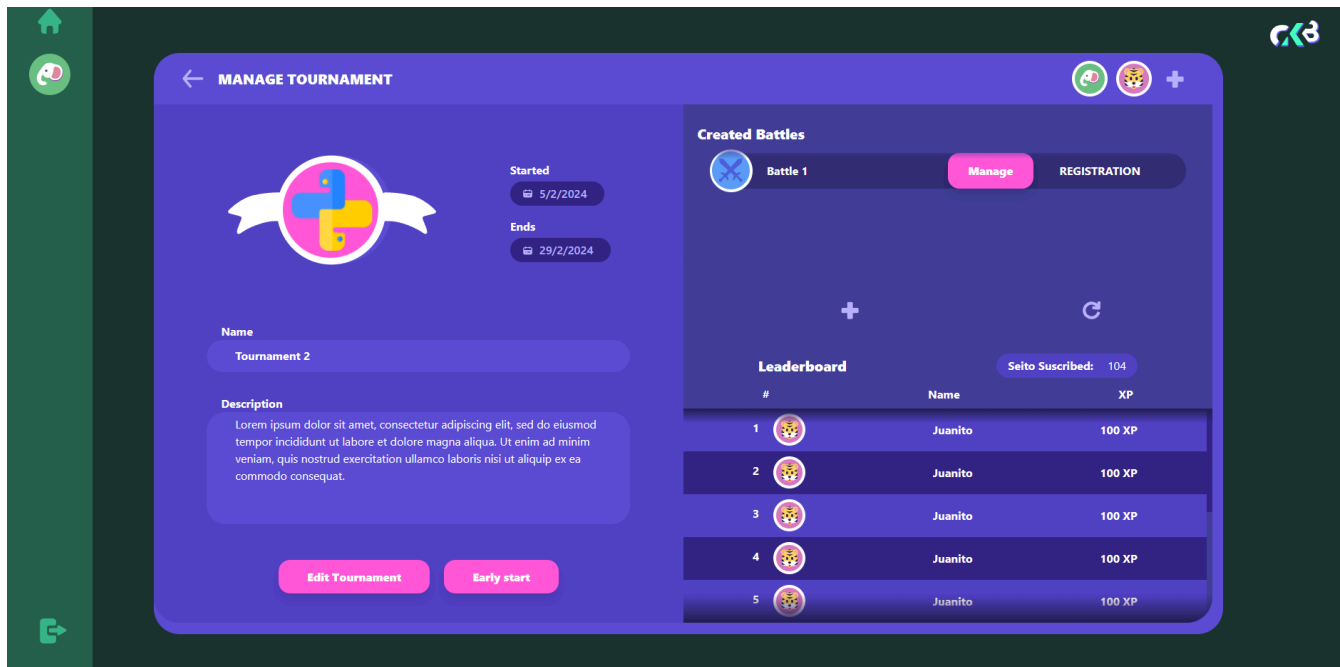 CKB
MANAGE TOURNAMENT
Started
5/2/2024
Ends
29/2/2024
Name
Tournament 2
Description
Lorem ipsum dolor sit amet, consectetur adipiscing elit, sed do eiusmod
tempor incididunt ut labore et dolore magna aliqua. Ut enim ad minim
veniam, quis nostrud exercitation ullamco laboris nisi ut aliquip ex ea
commodo consequat.
Edit Tournament
Early start
Created Battles
Battle 1
Manage
REGISTRATION
Leaderboard
Seito Suscribed: 104
# Name XP
1 Juanito 100 XP
2 Juanito 100 XP
3 Juanito 100 XP
4 Juanito 100 XP
5 Juanito 100 XP